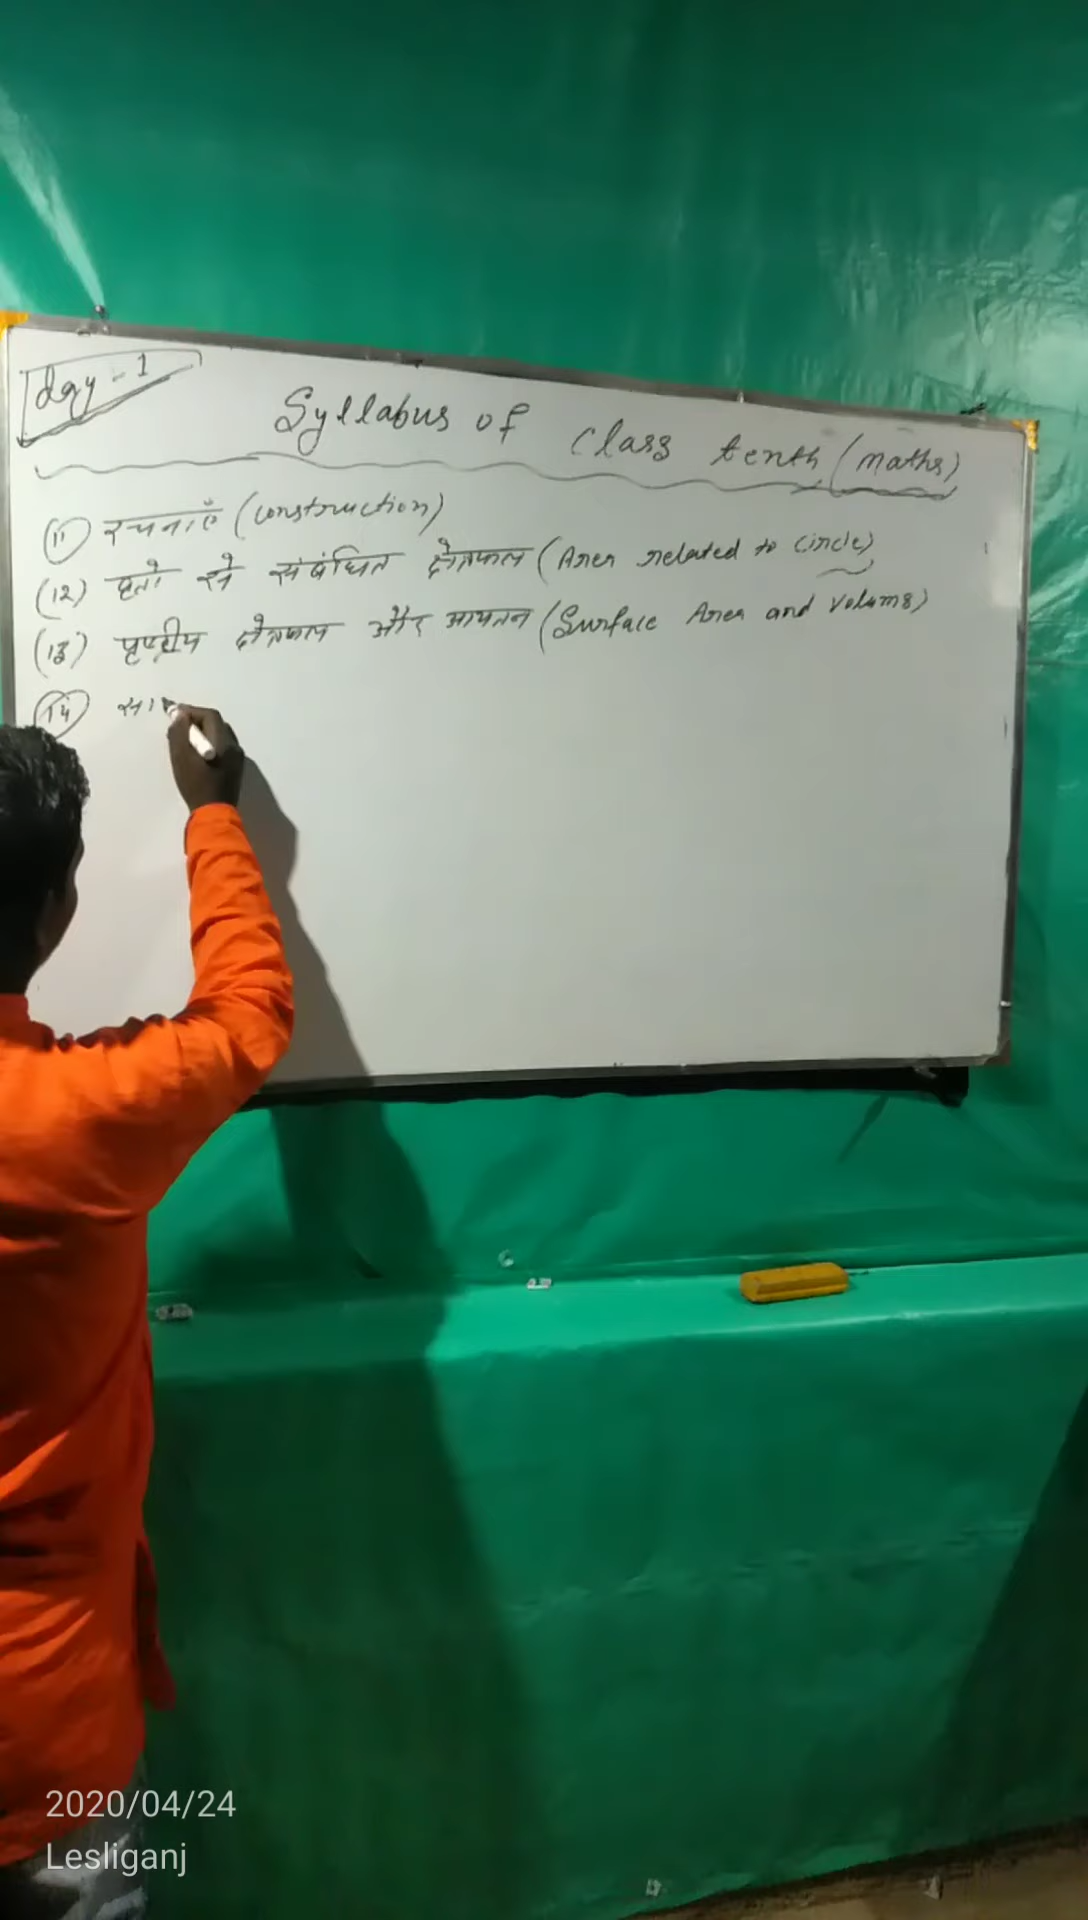 Day - 1
Syllabus of Class tenth (Maths)
(11) रचनाएँ (Construction)
(12) वृतो से संबंधित क्षेत्रफल (Area related to Circle)
(13) पृष्ठीय क्षेत्रफल और आयतन (Surface Area and Volums)
(14)
2020/04/24
Lesliganj